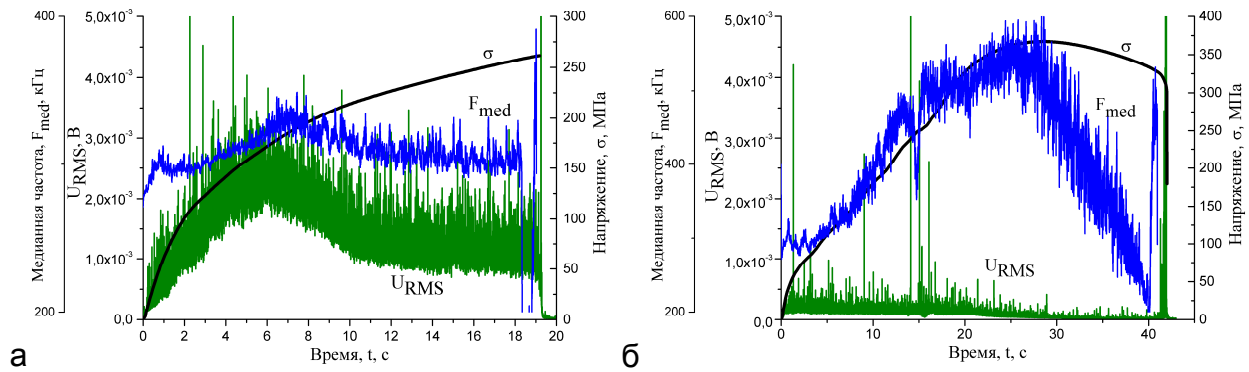 400
200
Медианная частота, F_med, кГц
5,0x10⁻³
4,0x10⁻³
3,0x10⁻³
2,0x10⁻³
1,0x10⁻³
0,0
U_RMS, В
σ
F_med
U_RMS
300
250
200
150
100
50
0
Напряжение, σ, МПа
0 2 4 6 8 10 12 14 16 18 20
Время, t, с
а
600
400
200
Медианная частота, F_med, кГц
5,0x10⁻³
4,0x10⁻³
3,0x10⁻³
2,0x10⁻³
1,0x10⁻³
0,0
U_RMS, В
σ
F_med
U_RMS
400
350
300
250
200
150
100
50
0
Напряжение, σ, МПа
0 10 20 30 40
Время, t, с
б